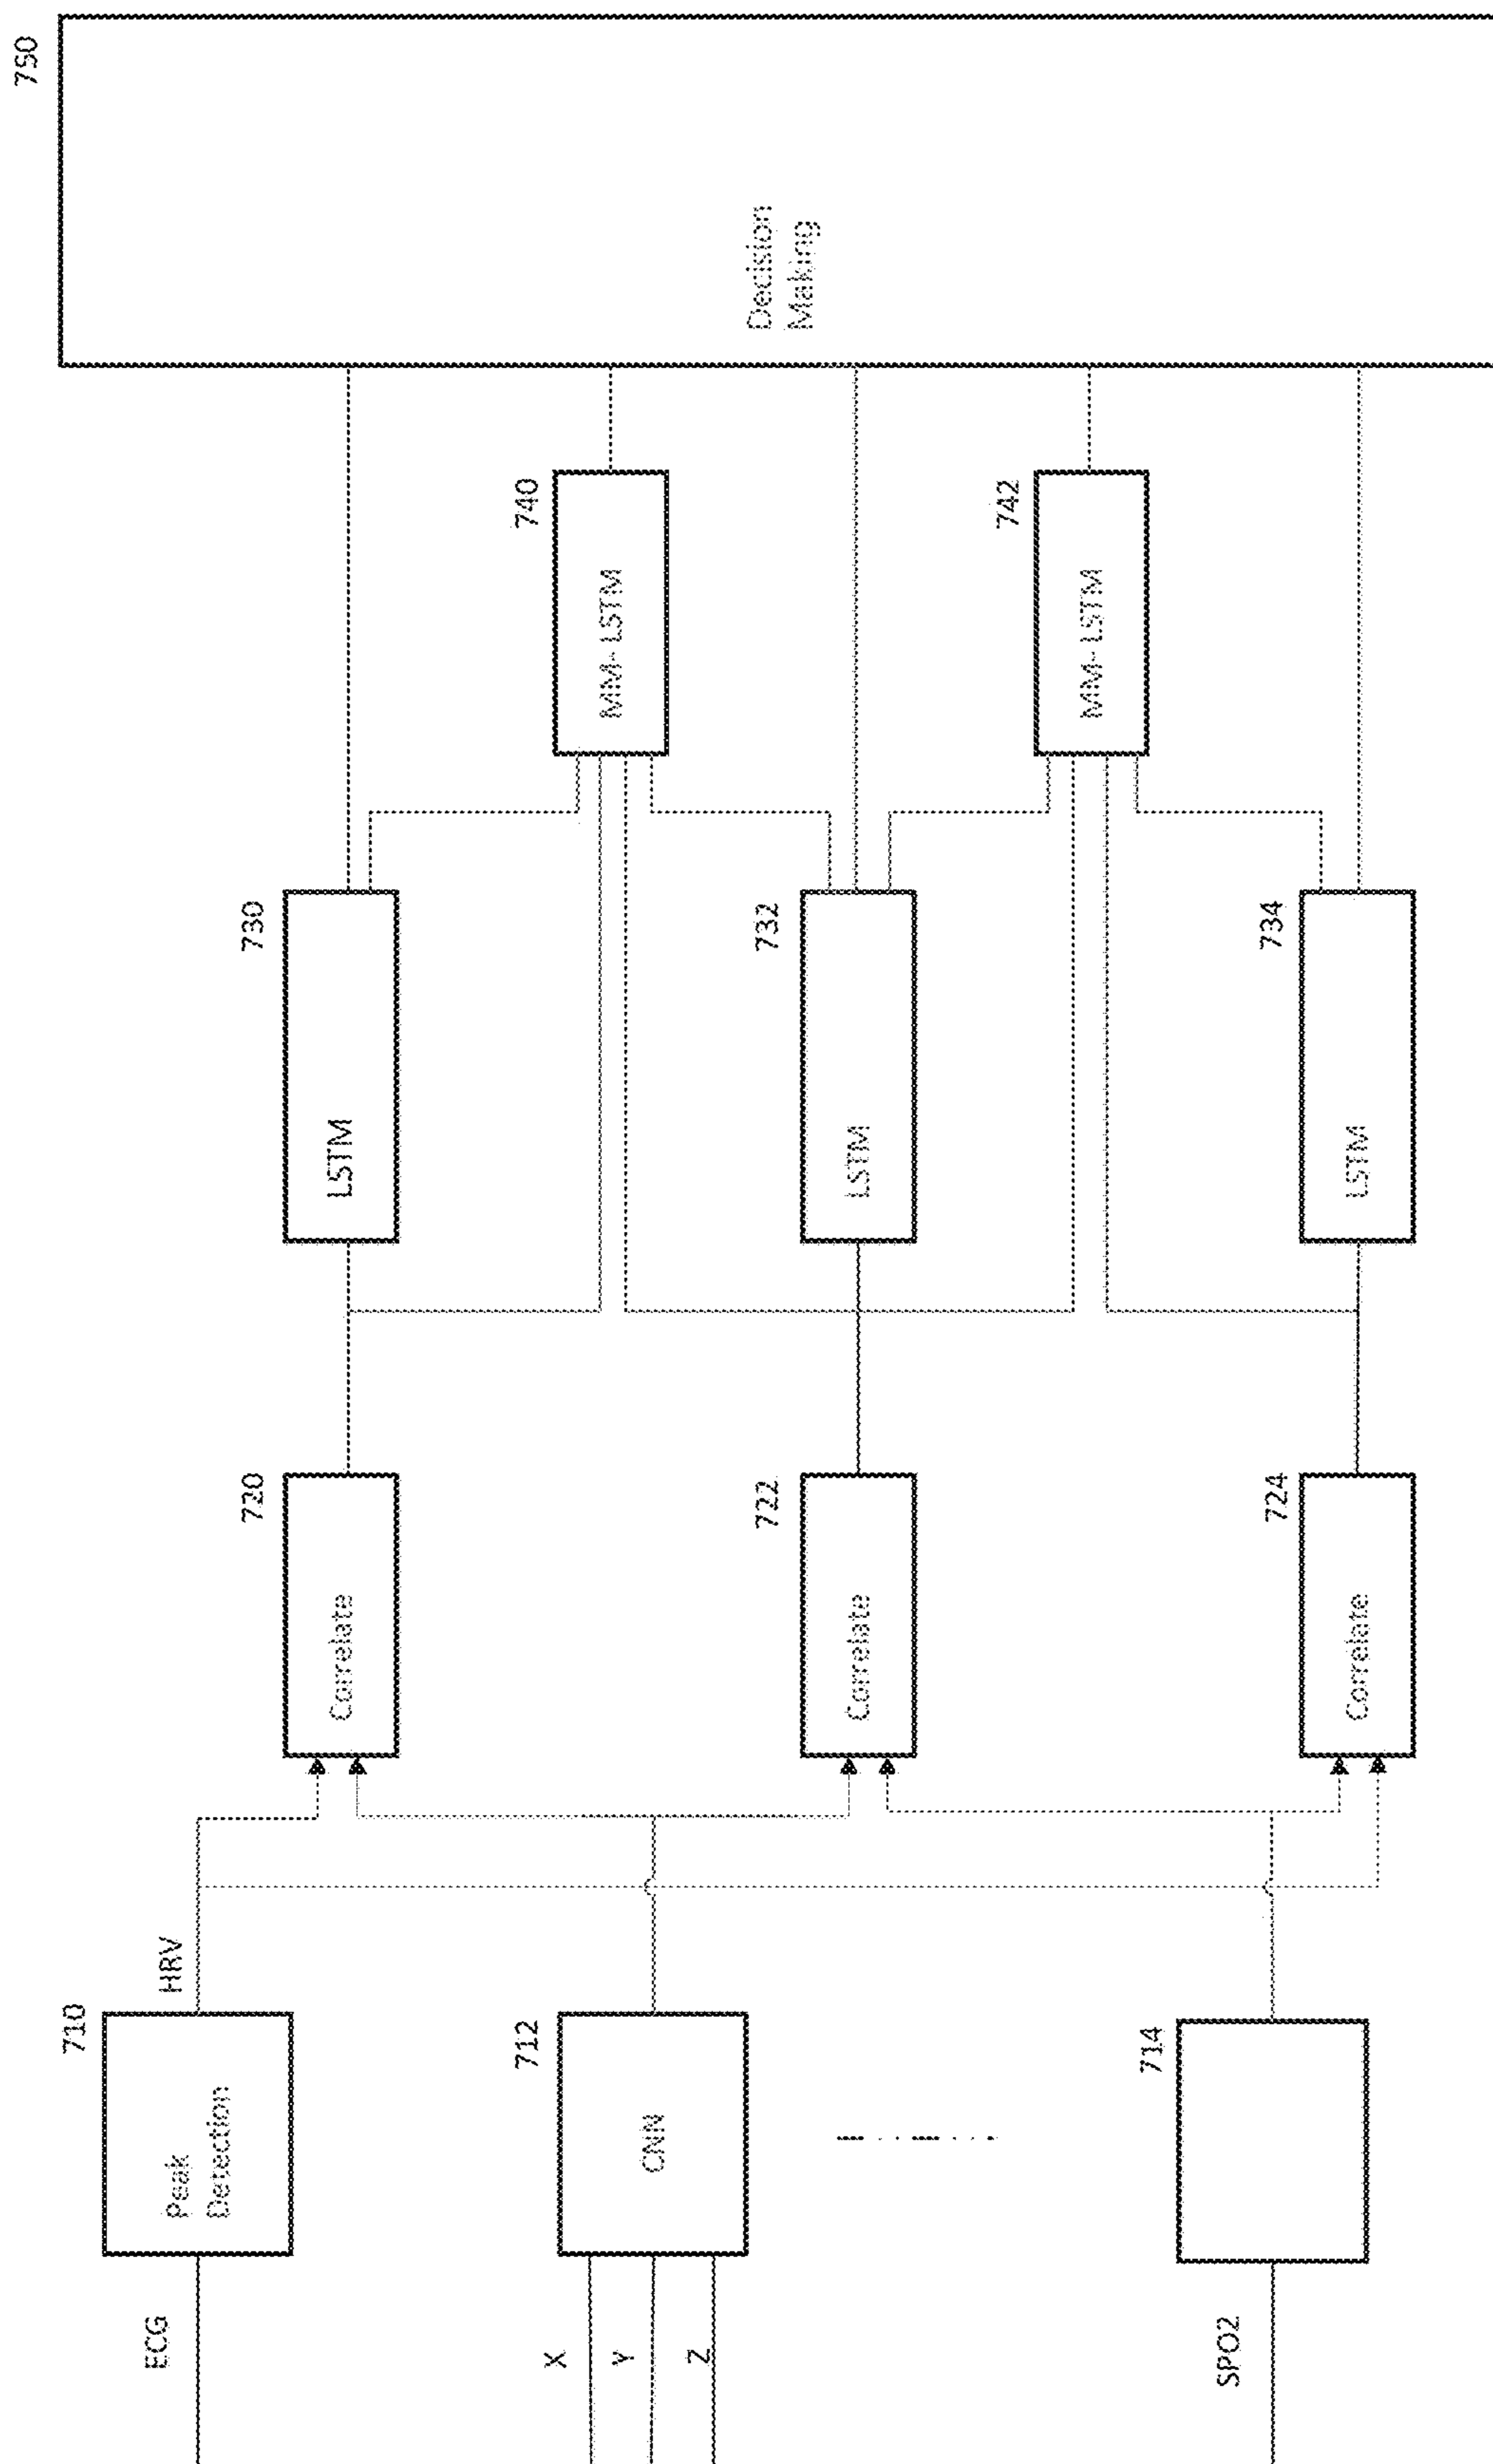 ECG
710
Peak
Detection
HRV
X
Y
Z
712
CNN
SPO2
714
720
Correlate
722
Correlate
724
Correlate
730
LSTM
732
LSTM
734
LSTM
740
MM-LSTM
742
MM-LSTM
750
Decision
Making